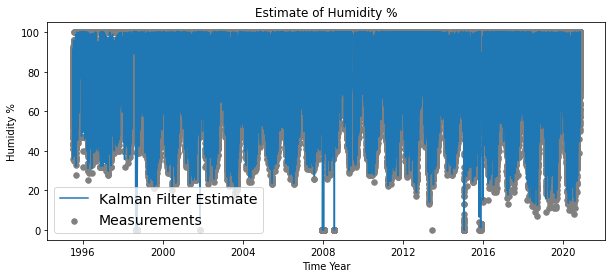 Estimate of Humidity %
Humidity %
100
80
60
40
20
0
Kalman Filter Estimate
Measurements
1996 2000 2004 2008 2012 2016 2020
Time Year